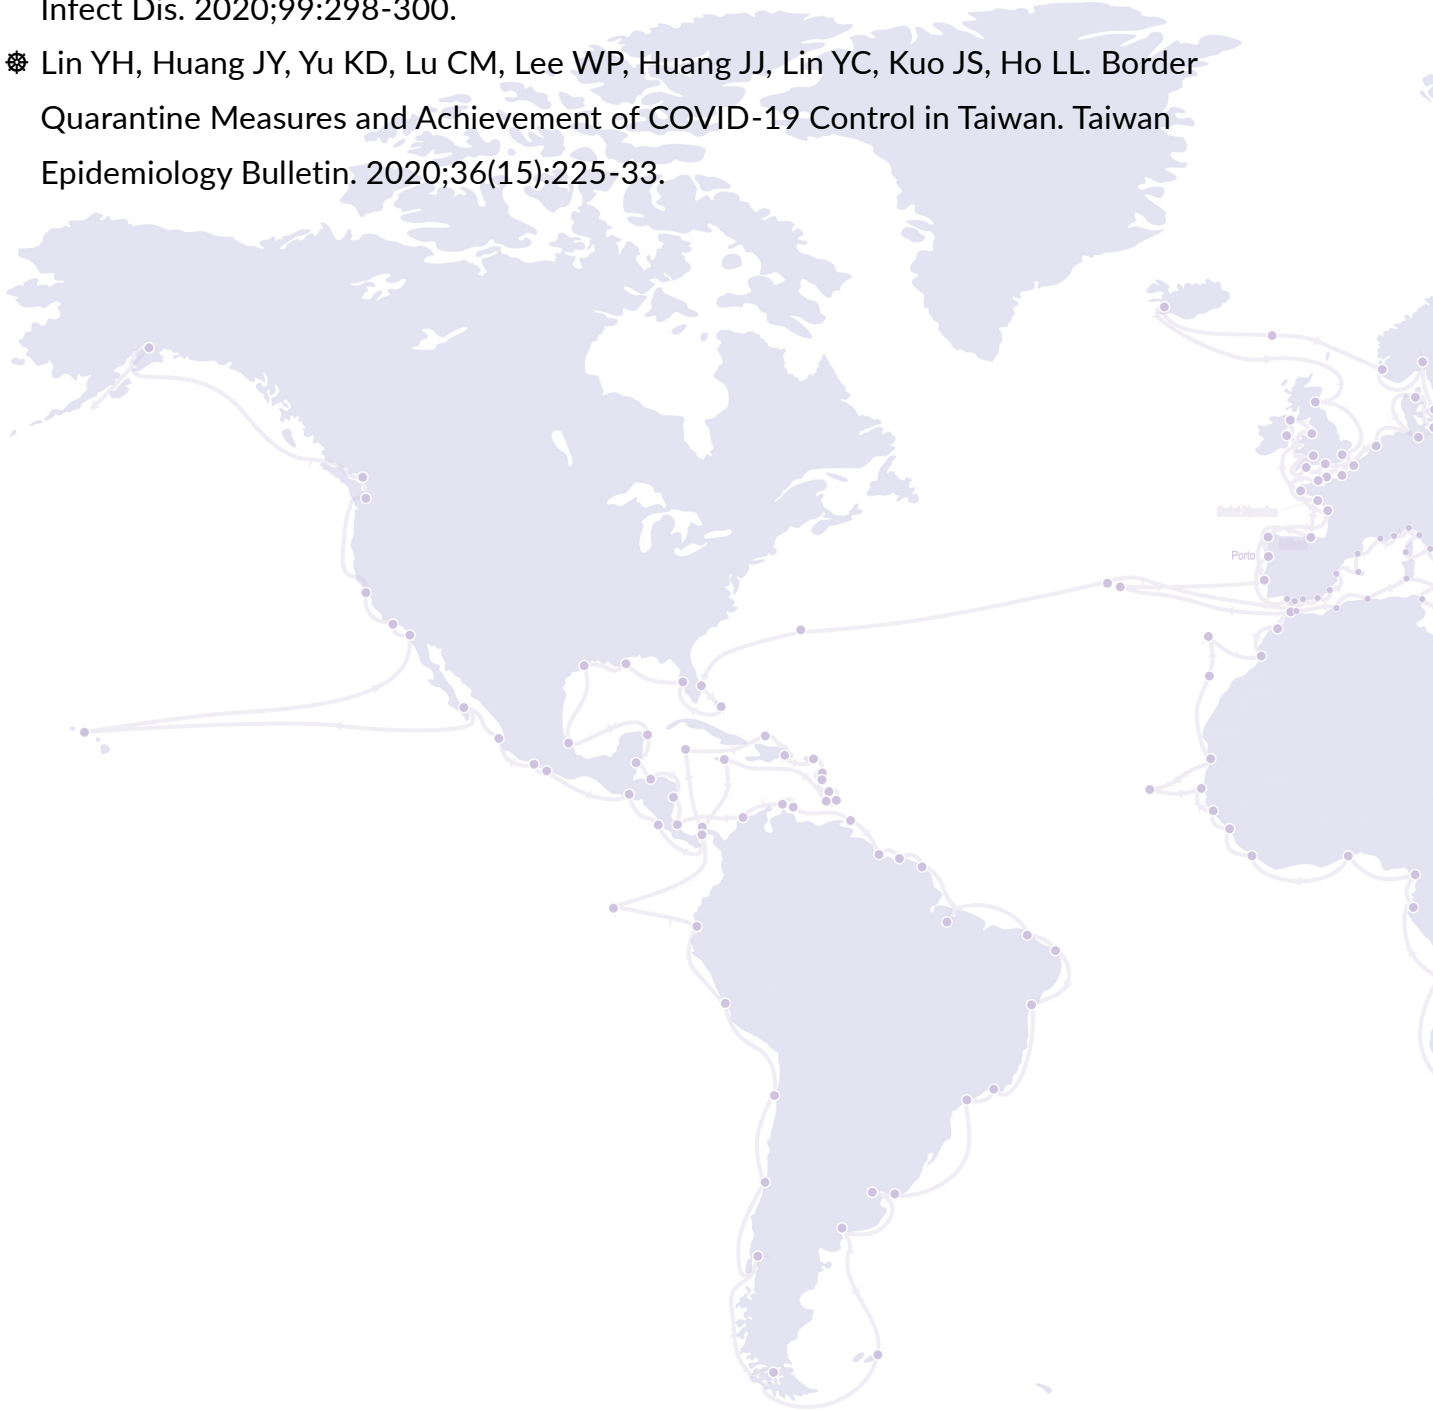 Infect Dis. 2020;99:298-300.
Lin YH, Huang JY, Yu KD, Lu CM, Lee WP, Huang JJ, Lin YC, Kuo JS, Ho LL. Border
Quarantine Measures and Achievement of COVID-19 Control in Taiwan. Taiwan
Epidemiology Bulletin. 2020;36(15):225-33.
Porto